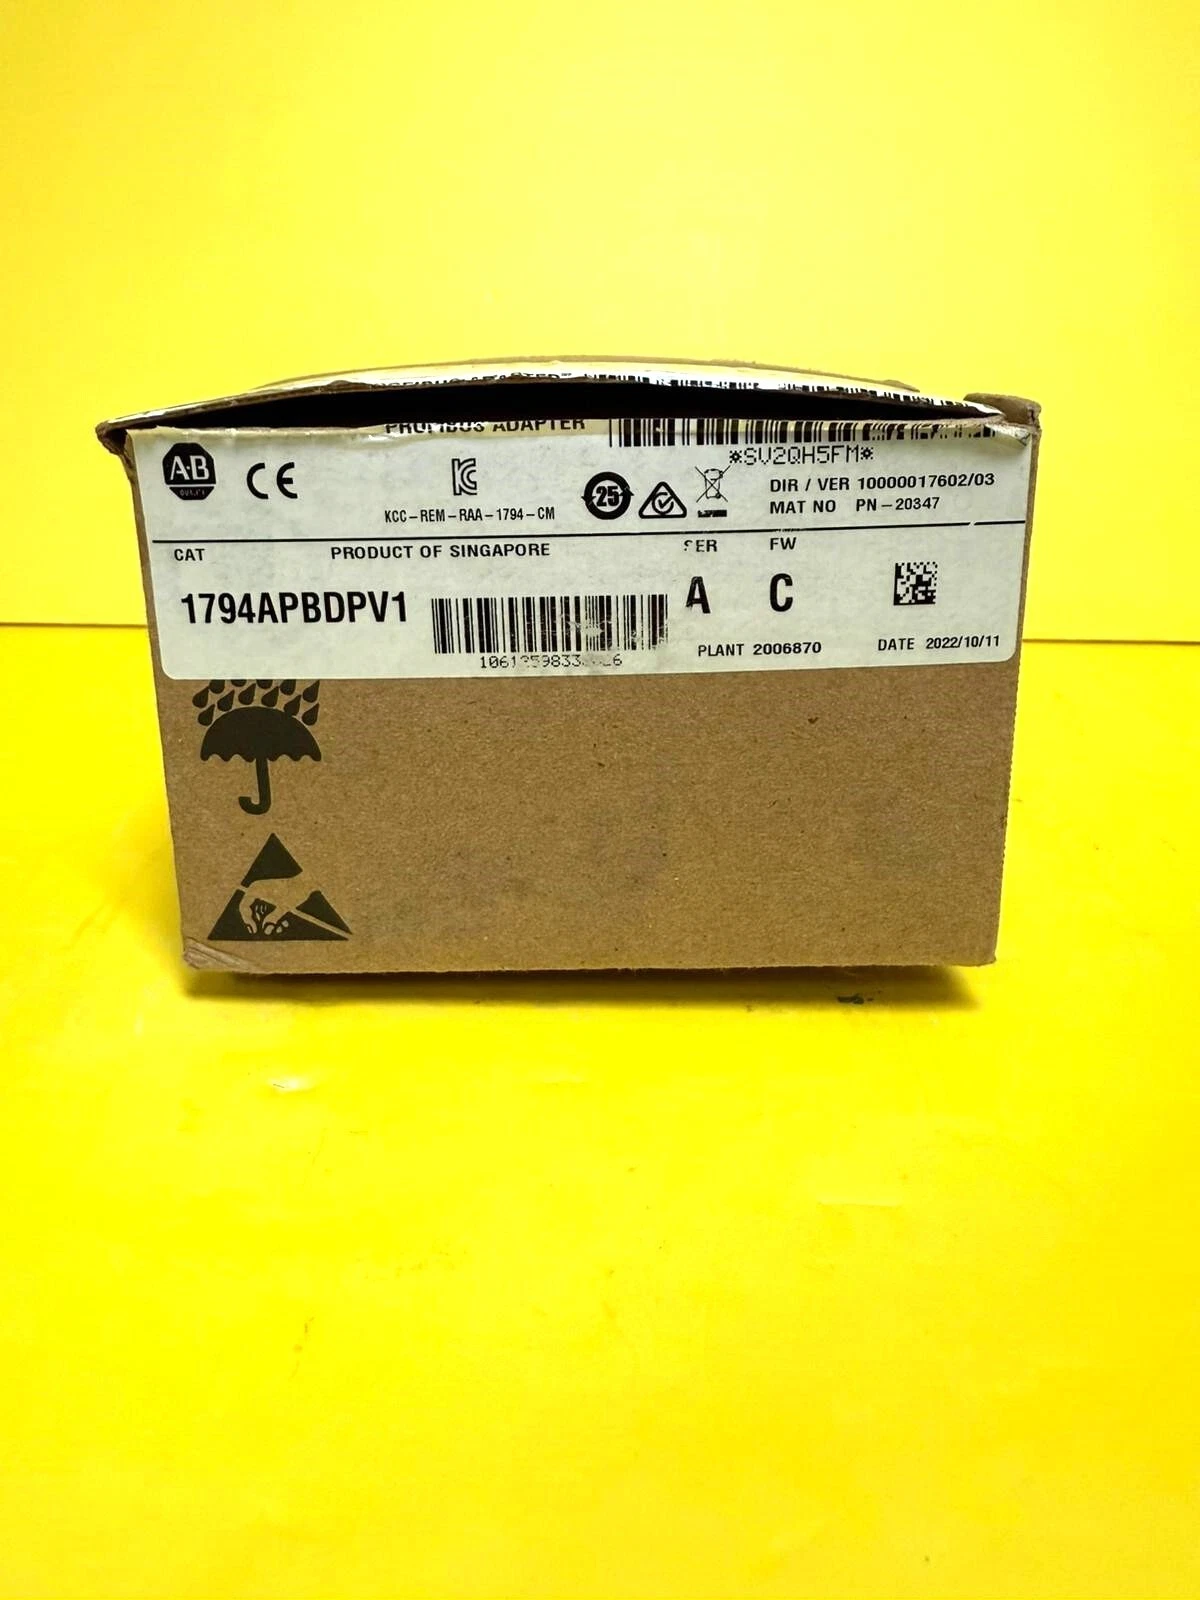 PROFIBUS ADAPTER
*SV2QH5FM*
A-B
CE
KCC-REM-RAA-1794-CM
25
DIR / VER 10000017602/03
MAT NO PN-20347
CAT PRODUCT OF SINGAPORE SER FW
1794APBDPV1 A C
PLANT 2006870 DATE 2022/10/11